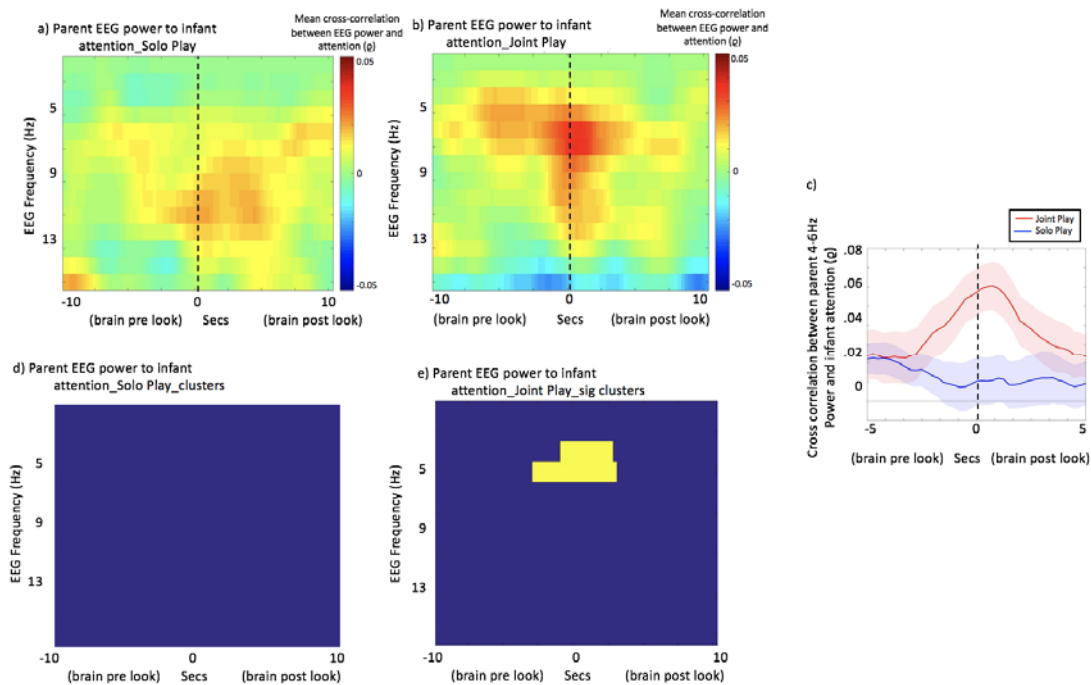 a) Parent EEG power to infant
attention_Solo Play
Mean cross-correlation
between EEG power and
attention (ϱ)
0.05
0
-0.05
EEG Frequency (Hz)
5
9
13
-10
0
10
(brain pre look)
Secs
(brain post look)
b) Parent EEG power to infant
attention_Joint Play
Mean cross-correlation
between EEG power and
attention (ϱ)
0.05
0
-0.05
EEG Frequency (Hz)
5
9
13
-10
0
10
(brain pre look)
Secs
(brain post look)
c)
Joint Play
Solo Play
Cross correlation between parent 4-6Hz
Power and infant attention (ϱ)
.08
.06
.04
.02
0
-5
0
5
(brain pre look)
Secs
(brain post look)
d) Parent EEG power to infant
attention_Solo Play_clusters
EEG Frequency (Hz)
5
9
13
-10
0
10
(brain pre look)
Secs
(brain post look)
e) Parent EEG power to infant
attention_Joint Play_sig clusters
EEG Frequency (Hz)
5
9
13
-10
0
10
(brain pre look)
Secs
(brain post look)